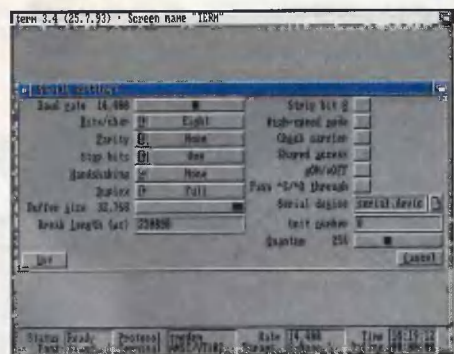 term 3.4 (25.7.93) · Screen name "TERM"
Serial settings
Baud rate 14,400
Strip bit 8
Bits/char Eight
High-speed mode
Parity None
Check carrier
Stop bits One
Shared access
Handshaking None
xON/xOFF
Duplex Full
Pass ^S/^Q through
Buffer size 32,768
Serial device serial.device
Break length (µs) 250000
Unit number 0
Quantum 256
Use
Cancel
Status Ready Protocol Rate 14,400 Time